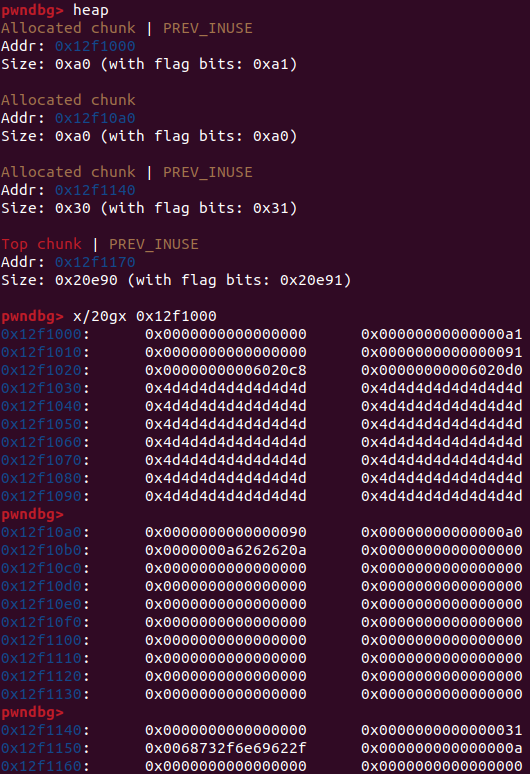 pwndbg> heap
Allocated chunk | PREV_INUSE
Addr: 0x12f1000
Size: 0xa0 (with flag bits: 0xa1)
Allocated chunk
Addr: 0x12f10a0
Size: 0xa0 (with flag bits: 0xa0)
Allocated chunk | PREV_INUSE
Addr: 0x12f1140
Size: 0x30 (with flag bits: 0x31)
Top chunk | PREV_INUSE
Addr: 0x12f1170
Size: 0x20e90 (with flag bits: 0x20e91)
pwndbg> x/20gx 0x12f1000
0x12f1000: 0x0000000000000000 0x00000000000000a1
0x12f1010: 0x0000000000000000 0x0000000000000091
0x12f1020: 0x00000000006020c8 0x00000000006020d0
0x12f1030: 0x4d4d4d4d4d4d4d4d 0x4d4d4d4d4d4d4d4d
0x12f1040: 0x4d4d4d4d4d4d4d4d 0x4d4d4d4d4d4d4d4d
0x12f1050: 0x4d4d4d4d4d4d4d4d 0x4d4d4d4d4d4d4d4d
0x12f1060: 0x4d4d4d4d4d4d4d4d 0x4d4d4d4d4d4d4d4d
0x12f1070: 0x4d4d4d4d4d4d4d4d 0x4d4d4d4d4d4d4d4d
0x12f1080: 0x4d4d4d4d4d4d4d4d 0x4d4d4d4d4d4d4d4d
0x12f1090: 0x4d4d4d4d4d4d4d4d 0x4d4d4d4d4d4d4d4d
pwndbg>
0x12f10a0: 0x0000000000000090 0x00000000000000a0
0x12f10b0: 0x0000000a6262620a 0x0000000000000000
0x12f10c0: 0x0000000000000000 0x0000000000000000
0x12f10d0: 0x0000000000000000 0x0000000000000000
0x12f10e0: 0x0000000000000000 0x0000000000000000
0x12f10f0: 0x0000000000000000 0x0000000000000000
0x12f1100: 0x0000000000000000 0x0000000000000000
0x12f1110: 0x0000000000000000 0x0000000000000000
0x12f1120: 0x0000000000000000 0x0000000000000000
0x12f1130: 0x0000000000000000 0x0000000000000000
pwndbg>
0x12f1140: 0x0000000000000000 0x0000000000000031
0x12f1150: 0x0068732f6e69622f 0x000000000000000a
0x12f1160: 0x0000000000000000 0x0000000000000000